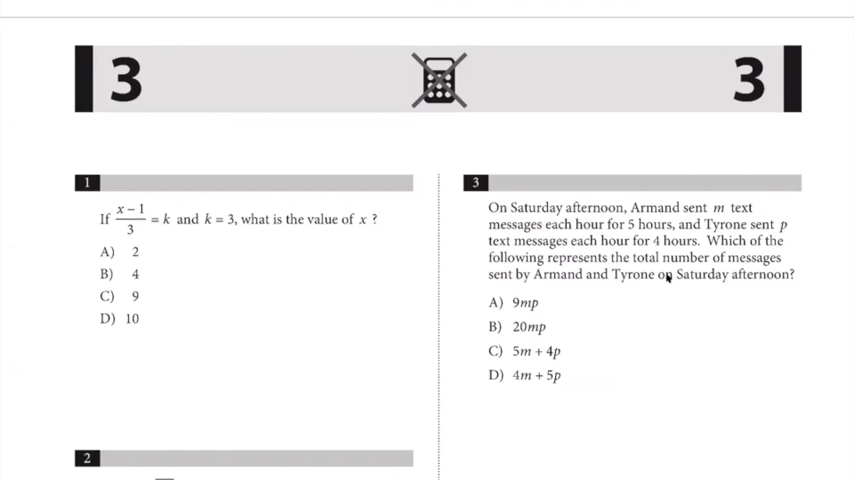 3
3
1
If x – 1 / 3 = k and k = 3, what is the value of x ?
A) 2
B) 4
C) 9
D) 10
2
3
On Saturday afternoon, Armand sent m text
messages each hour for 5 hours, and Tyrone sent p
text messages each hour for 4 hours. Which of the
following represents the total number of messages
sent by Armand and Tyrone on Saturday afternoon?
A) 9mp
B) 20mp
C) 5m + 4p
D) 4m + 5p